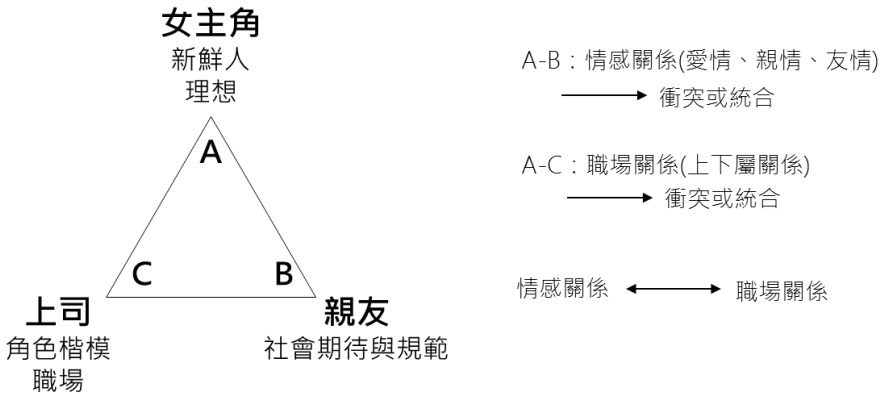 女主角
新鮮人
理想
A
C
B
上司
角色楷模
職場
親友
社會期待與規範
A-B：情感關係(愛情、親情、友情)
衝突或統合
A-C：職場關係(上下屬關係)
衝突或統合
情感關係
職場關係